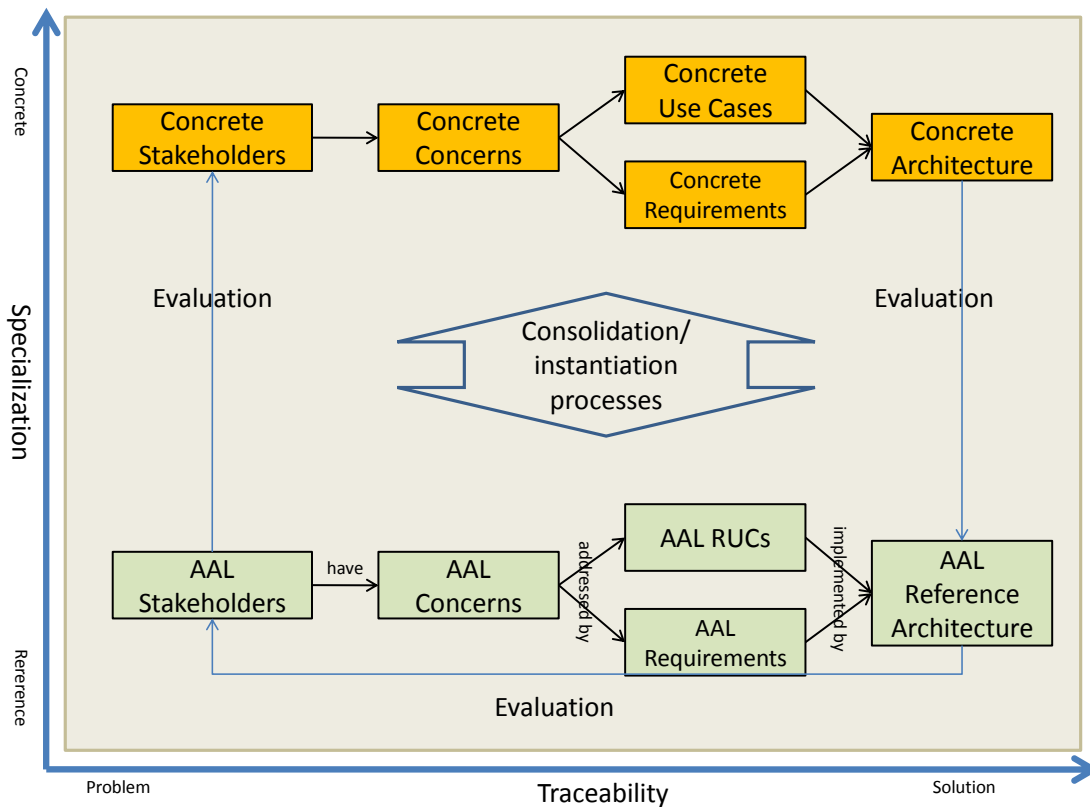 Concrete
Concrete
Stakeholders
Concrete
Concerns
Concrete
Use Cases
Concrete
Requirements
Concrete
Architecture
Evaluation
Evaluation
Specialization
Consolidation/
instantiation
processes
AAL
Stakeholders
have
AAL
Concerns
addressed by
AAL RUCs
AAL
Requirements
implemented by
AAL
Reference
Architecture
Rererence
Evaluation
Problem
Traceability
Solution